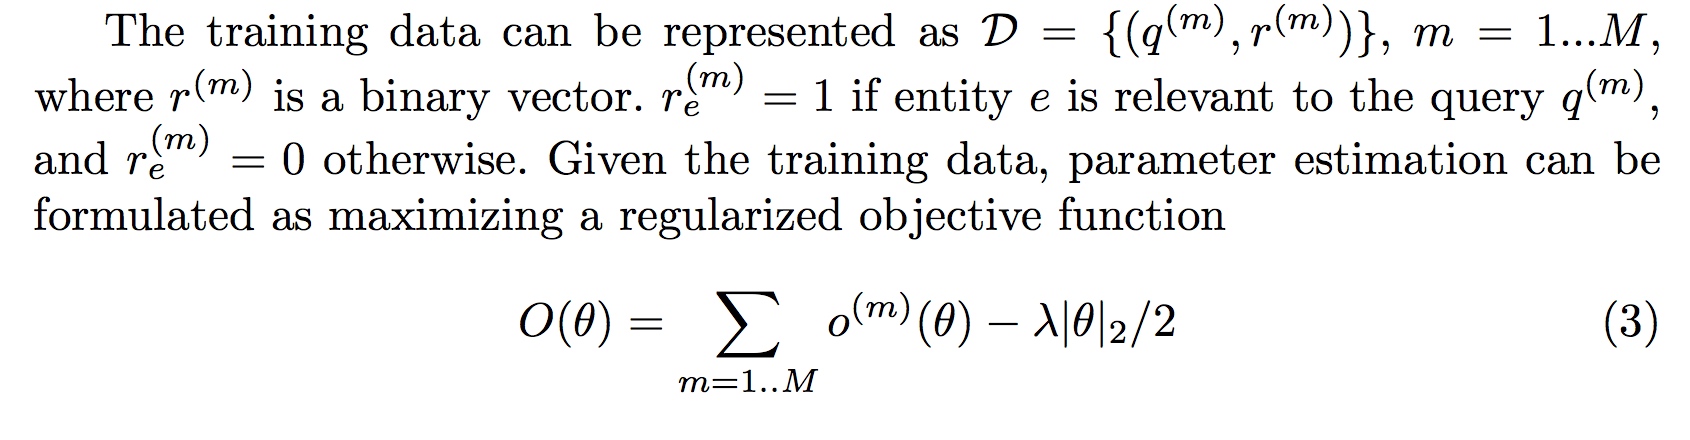 The training data can be represented as 𝒟 = {(q^(m), r^(m))}, m = 1...M,
where r^(m) is a binary vector. r_e^(m) = 1 if entity e is relevant to the query q^(m),
and r_e^(m) = 0 otherwise. Given the training data, parameter estimation can be
formulated as maximizing a regularized objective function
O(θ) = ∑_{m=1..M} o^(m)(θ) − λ|θ|_2/2 (3)